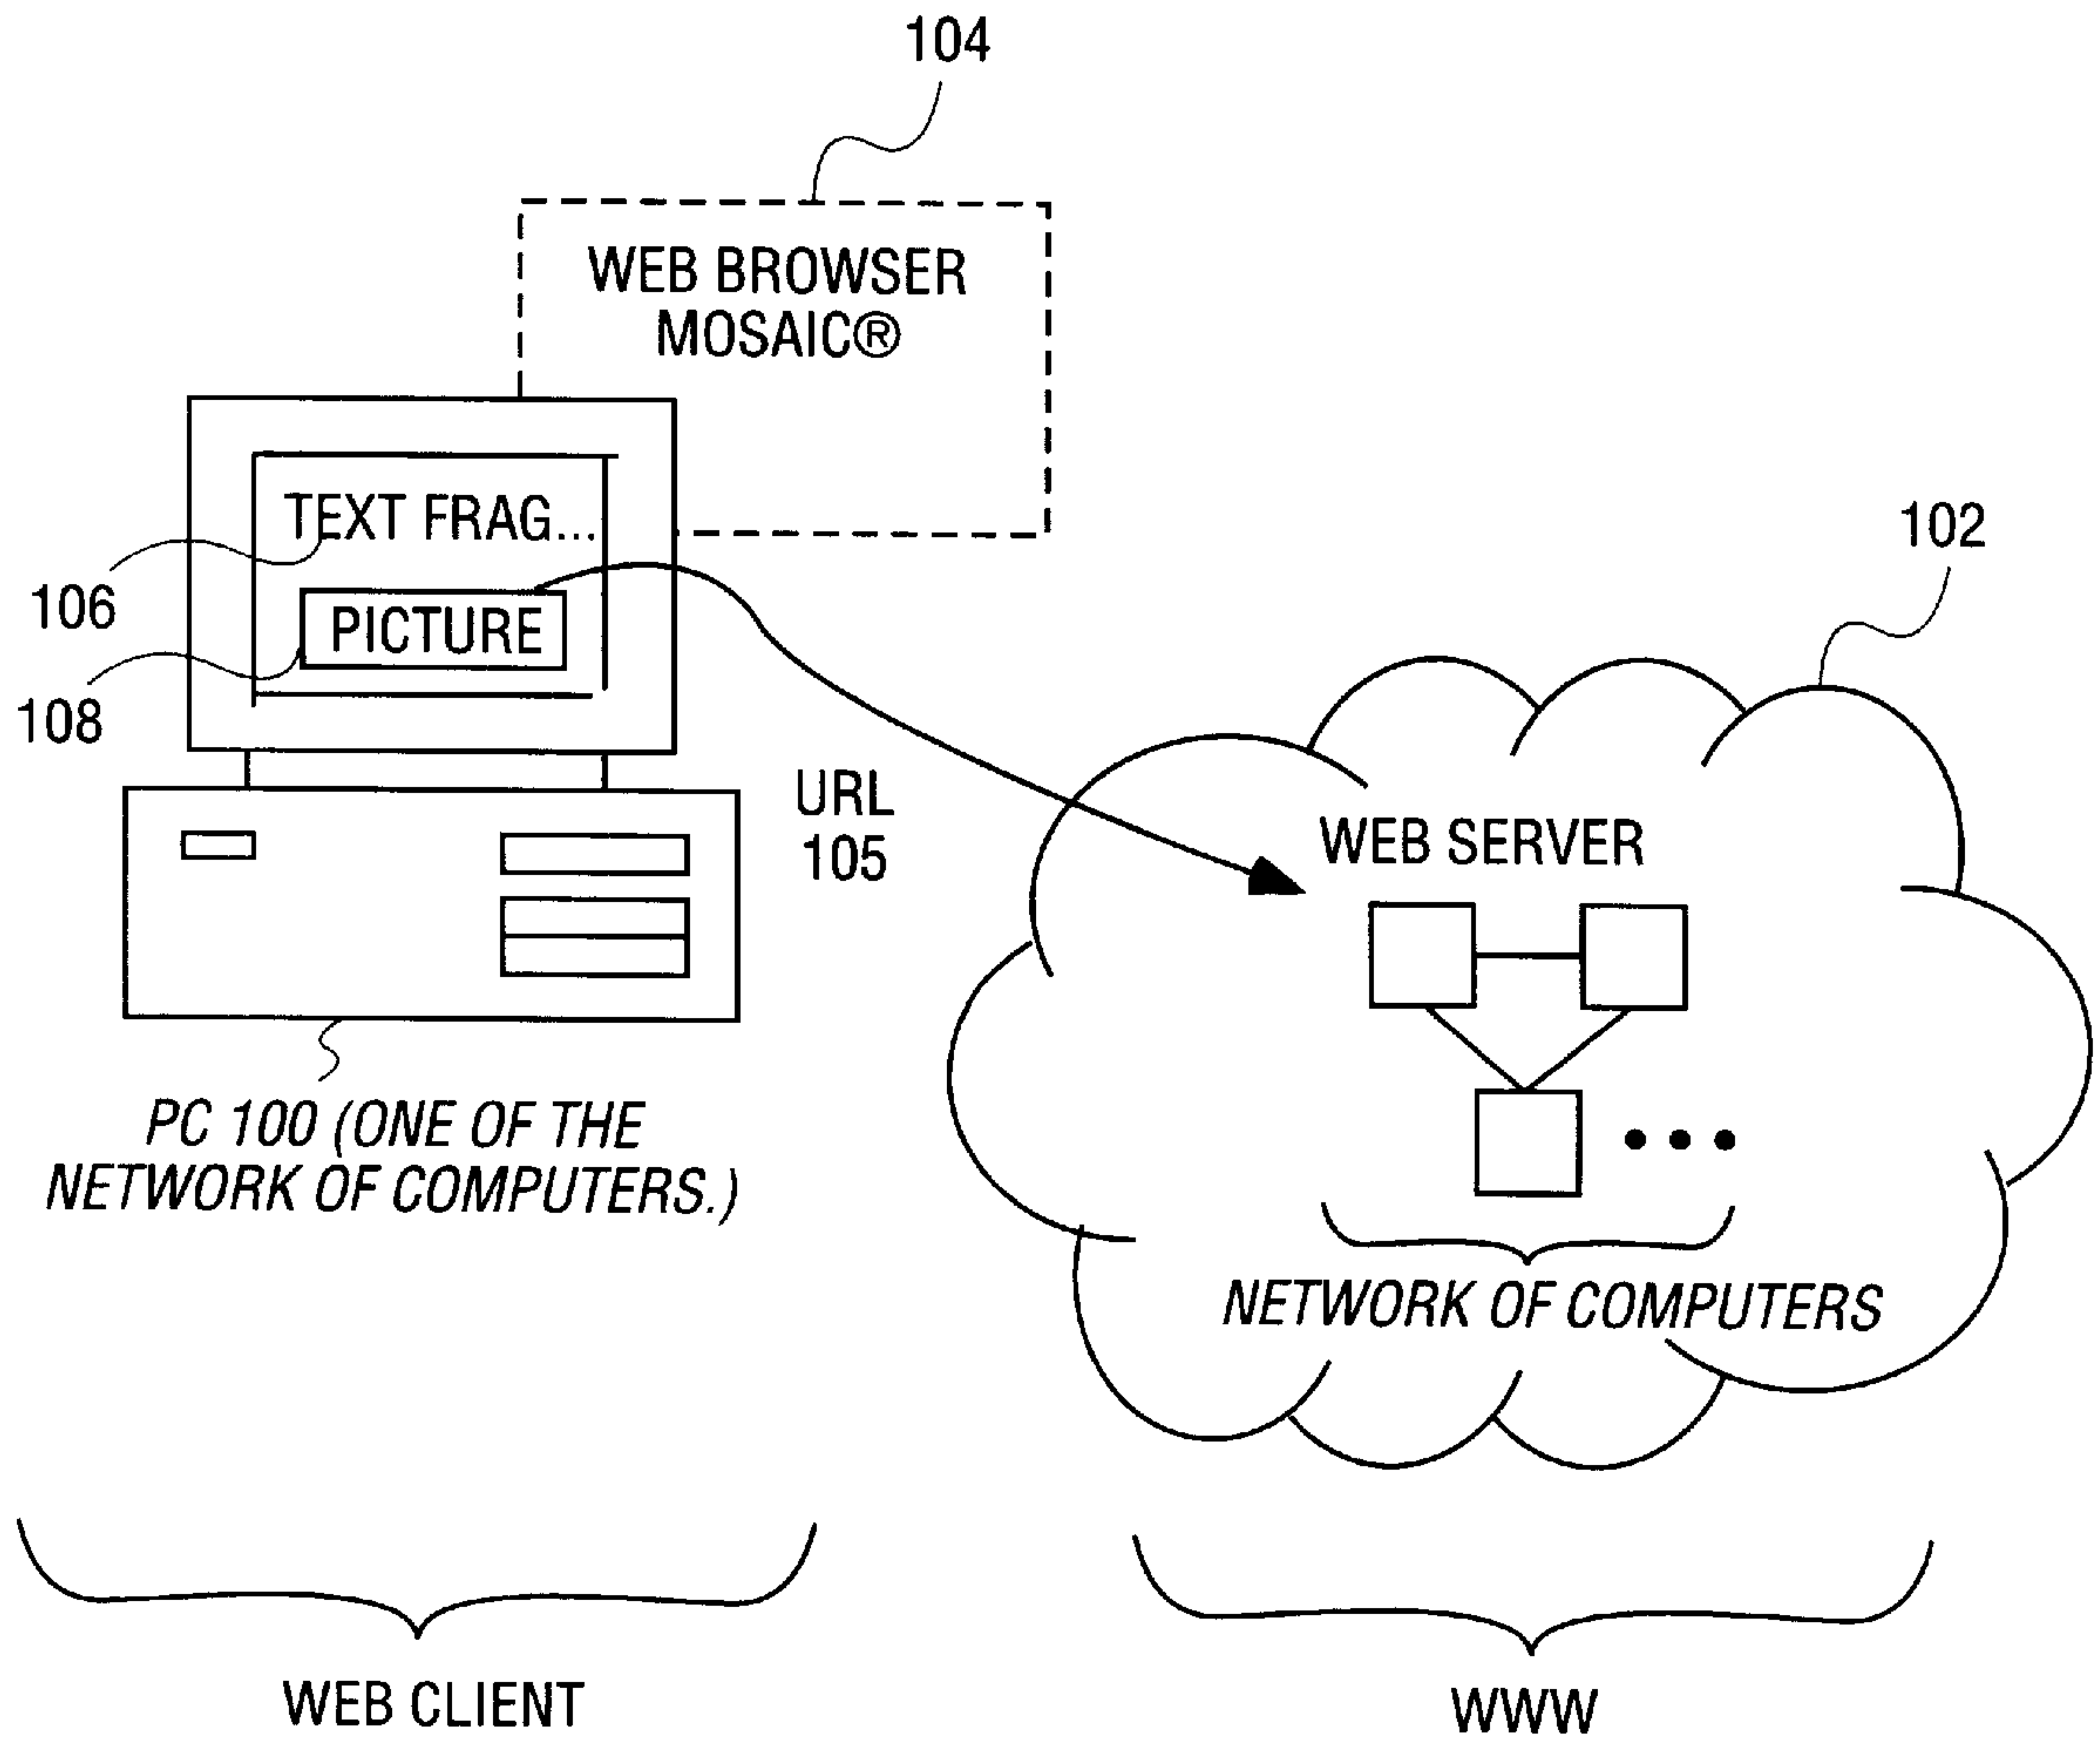 104
WEB BROWSER
MOSAIC®
TEXT FRAG...
106
PICTURE
108
102
URL
105
WEB SERVER
PC 100 (ONE OF THE
NETWORK OF COMPUTERS.)
NETWORK OF COMPUTERS
WEB CLIENT
WWW